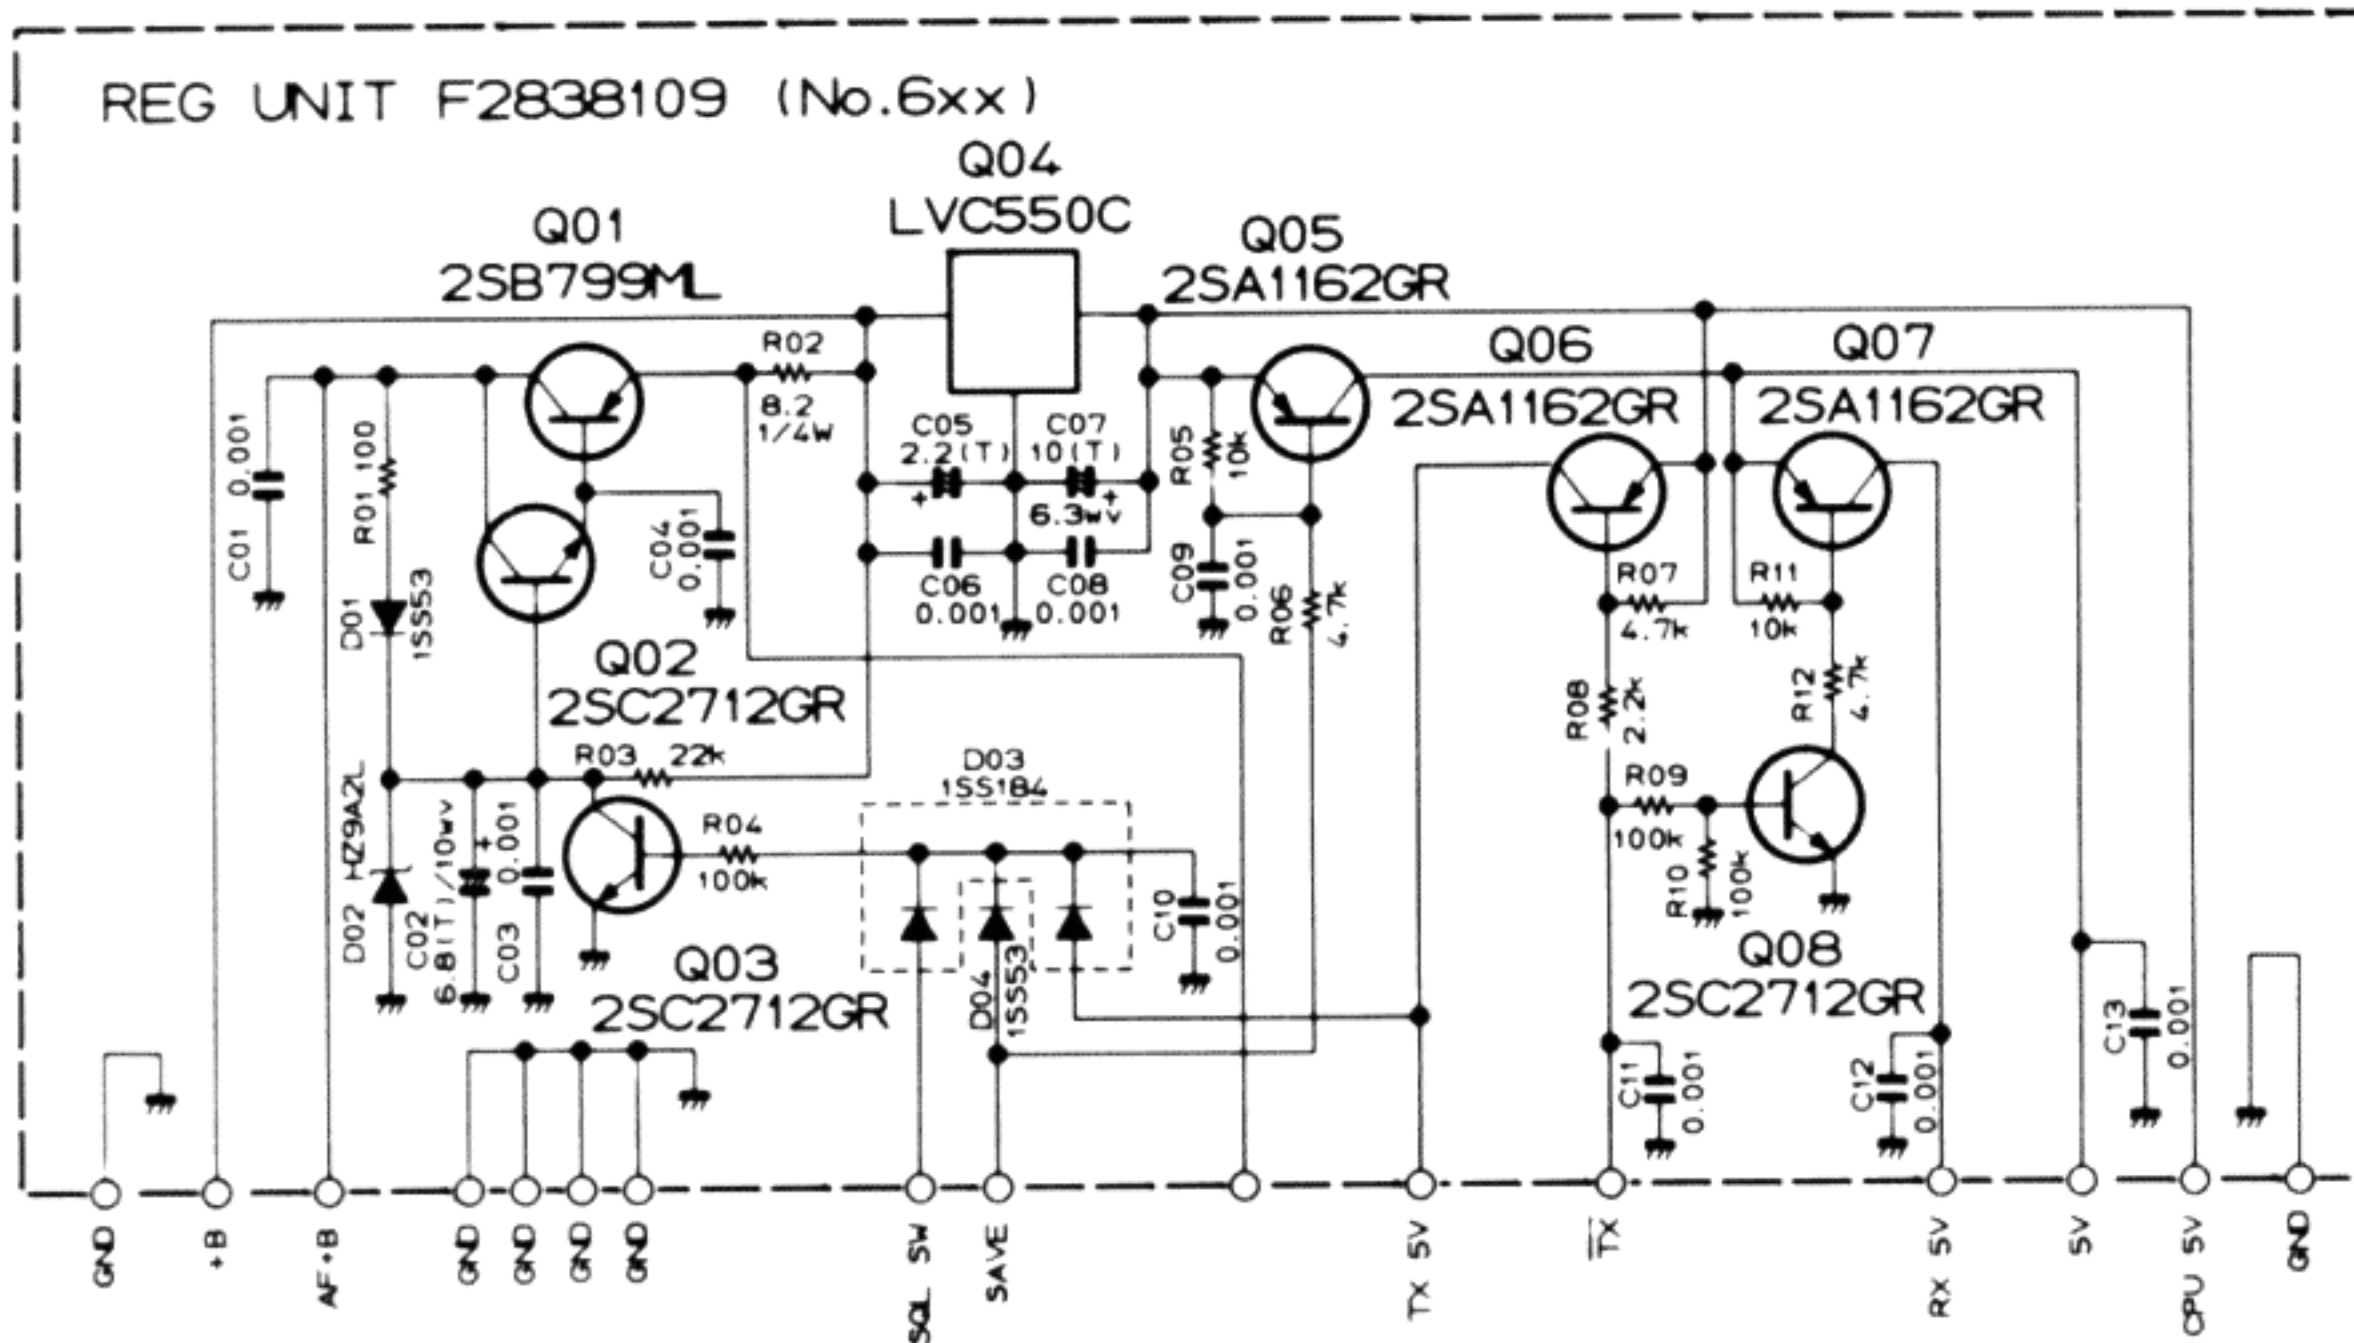 REG UNIT F2838109 (No.6xx)
Q04
LVC550C
Q01
2SB799ML
Q05
2SA1162GR
Q06
2SA1162GR
Q07
2SA1162GR
R02
8.2
1/4W
C05
2.2(T)
+
C07
10(T)
+
6.3wv
C06
0.001
C08
0.001
R05
10k
C01 0.001
R01 100
D01
1SS53
C04
0.001
C09
0.001
R06
4.7k
R07
4.7k
R11
10k
Q02
2SC2712GR
R08
2.2k
R12
4.7k
R03 22k
D03
1SS184
R09
100k
R10
100k
D02 HZ9A2L
C02
6.8(T)/10wv
+
C03 0.001
R04
100k
D04
1SS53
C10
0.001
Q03
2SC2712GR
Q08
2SC2712GR
C11
0.001
C12
0.001
C13
0.001
GND
+B
AF+B
GND
GND
GND
GND
SQL SW
SAVE
TX 5V
T̅X̅
RX 5V
5V
CPU 5V
GND